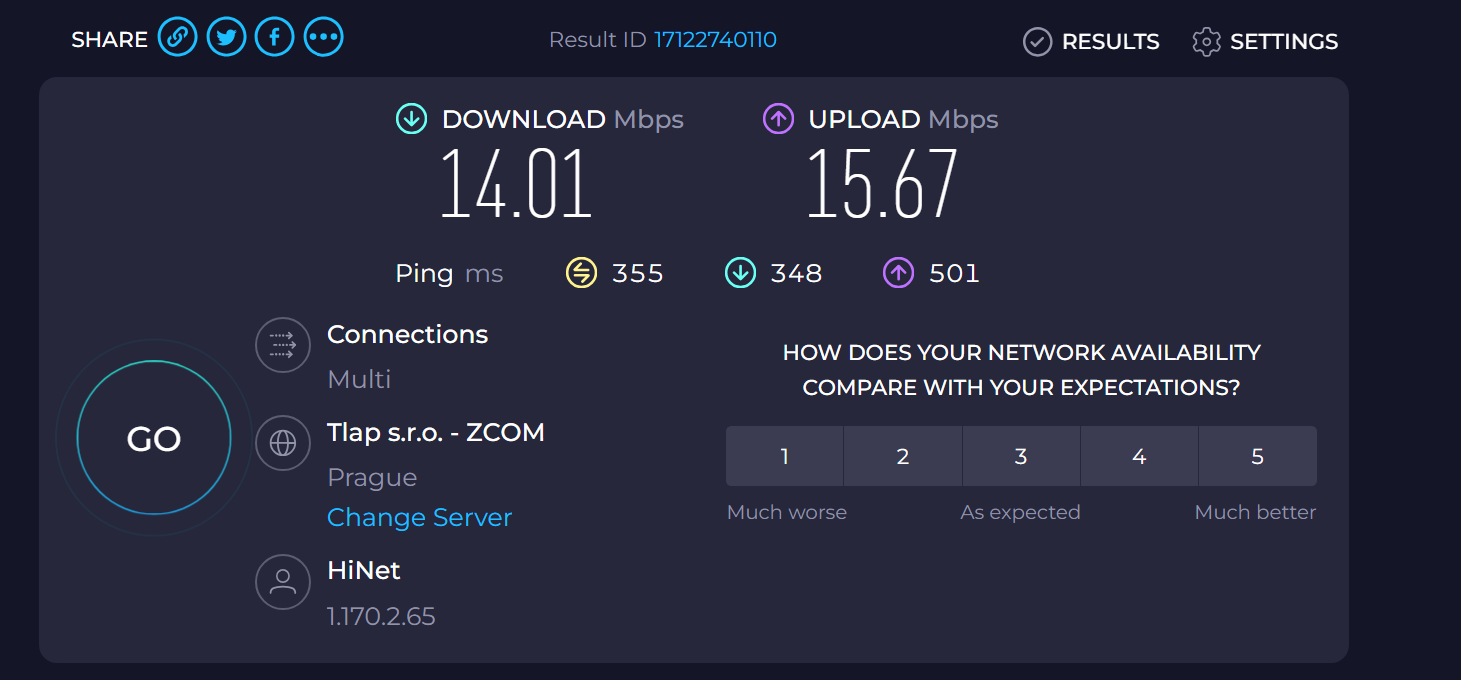 SHARE
Result ID 17122740110
RESULTS
SETTINGS
DOWNLOAD Mbps
14.01
UPLOAD Mbps
15.67
Ping ms 355 348 501
GO
Connections
Multi
Tlap s.r.o. - ZCOM
Prague
Change Server
HiNet
1.170.2.65
HOW DOES YOUR NETWORK AVAILABILITY
COMPARE WITH YOUR EXPECTATIONS?
1 2 3 4 5
Much worse As expected Much better